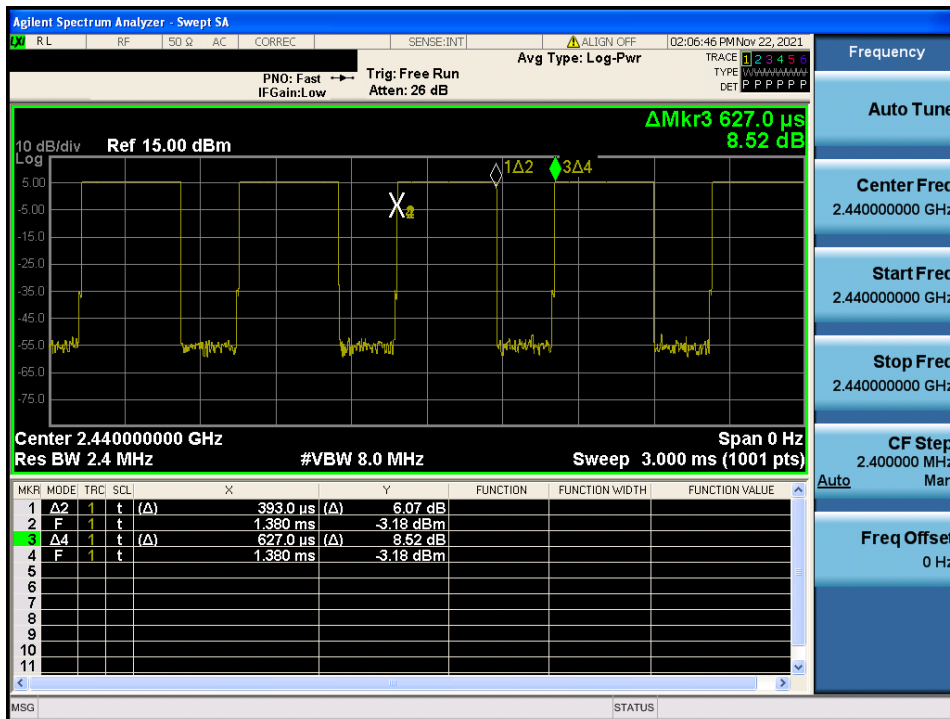 Agilent Spectrum Analyzer - Swept SA
LXI RL RF 50 Ω AC CORREC SENSE:INT ALIGN OFF 02:06:46 PM Nov 22, 2021
Avg Type: Log-Pwr
TRACE 1 2 3 4 5 6
TYPE
DET P P P P P P
PNO: Fast Trig: Free Run
IFGain:Low Atten: 26 dB
ΔMkr3 627.0 µs
8.52 dB
10 dB/div Ref 15.00 dBm
Log
1Δ2 3Δ4
5.00
-5.00
-15.0
-25.0
-35.0
-45.0
-55.0
-65.0
-75.0
Center 2.440000000 GHz Span 0 Hz
Res BW 2.4 MHz #VBW 8.0 MHz Sweep 3.000 ms (1001 pts)
MKR MODE TRC SCL X Y FUNCTION FUNCTION WIDTH FUNCTION VALUE
1 Δ2 1 t (Δ) 393.0 µs (Δ) 6.07 dB
2 F 1 t 1.380 ms -3.18 dBm
3 Δ4 1 t (Δ) 627.0 µs (Δ) 8.52 dB
4 F 1 t 1.380 ms -3.18 dBm
5
6
7
8
9
10
11
MSG STATUS
Frequency
Auto Tune
Center Freq
2.440000000 GHz
Start Freq
2.440000000 GHz
Stop Freq
2.440000000 GHz
CF Step
2.400000 MHz
Auto Man
Freq Offset
0 Hz